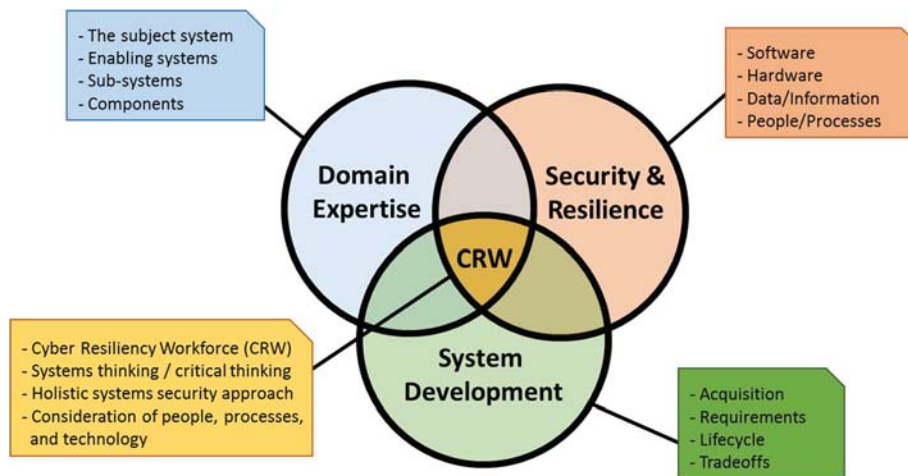 - The subject system
- Enabling systems
- Sub-systems
- Components
- Software
- Hardware
- Data/Information
- People/Processes
Domain
Expertise
Security &
Resilience
CRW
System
Development
- Cyber Resiliency Workforce (CRW)
- Systems thinking / critical thinking
- Holistic systems security approach
- Consideration of people, processes,
and technology
- Acquisition
- Requirements
- Lifecycle
- Tradeoffs